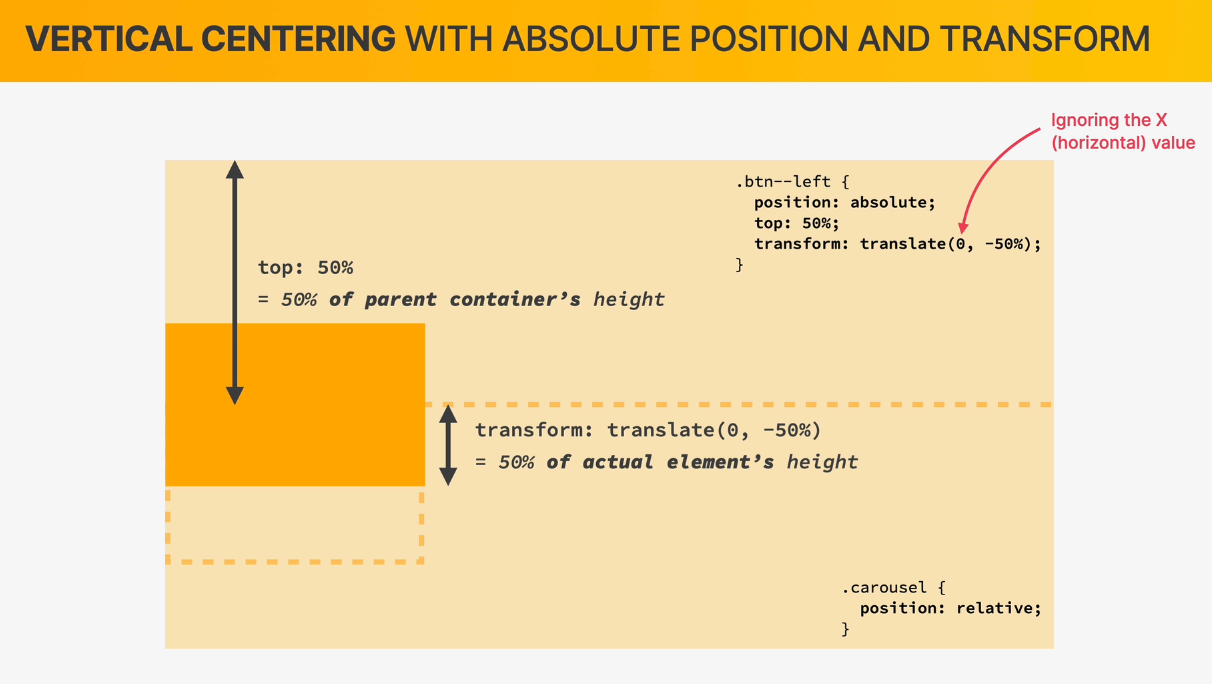 VERTICAL CENTERING WITH ABSOLUTE POSITION AND TRANSFORM
Ignoring the X
(horizontal) value
.btn--left {
position: absolute;
top: 50%;
transform: translate(0, -50%);
}
top: 50%
= 50% of parent container’s height
transform: translate(0, -50%)
= 50% of actual element’s height
.carousel {
position: relative;
}